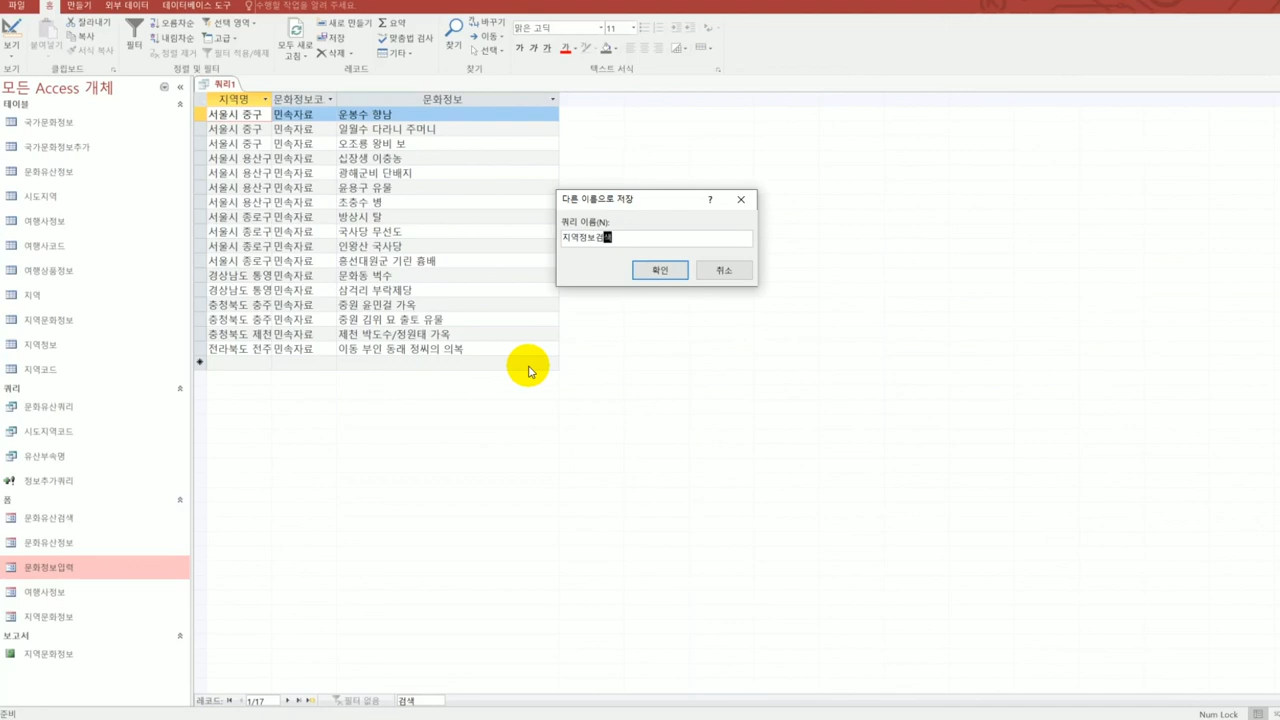 파일 홈 만들기 외부 데이터 데이터베이스 도구 수행할 작업을 알려 주세요.
보기
붙여넣기
잘라내기
복사
서식 복사
필터
오름차순
내림차순
정렬 제거
선택 영역
고급
필터 적용/해제
모두 새로 고침
새로 만들기
저장
삭제
요약
맞춤법 검사
기타
찾기
바꾸기
이동
선택
맑은 고딕 11
가 가 가 가
보기 클립보드 정렬 및 필터 레코드 찾기 텍스트 서식
모든 Access 개체
테이블
국가문화정보
국가문화정보추가
문화유산정보
시도지역
여행사정보
여행사코드
여행상품정보
지역
지역문화정보
지역정보
지역코드
쿼리
문화유산쿼리
시도지역코드
유산부속명
정보추가쿼리
폼
문화유산검색
문화유산정보
문화정보입력
여행사정보
지역문화정보
보고서
지역문화정보
쿼리1
지역명 문화정보코 문화정보
서울시 중구 민속자료 운봉수 향남
서울시 중구 민속자료 일월수 다라니 주머니
서울시 중구 민속자료 오조룡 왕비 보
서울시 용산구 민속자료 십장생 이층농
서울시 용산구 민속자료 광해군비 단배지
서울시 용산구 민속자료 윤용구 유물
서울시 용산구 민속자료 조충수 병
서울시 종로구 민속자료 방상시 탈
서울시 종로구 민속자료 국사당 무선도
서울시 종로구 민속자료 인왕산 국사당
서울시 종로구 민속자료 흥선대원군 기린 흉배
경상남도 통영 민속자료 문화동 벅수
경상남도 통영 민속자료 삼걱리 부락제당
충청북도 충주 민속자료 중원 윤민걸 가옥
충청북도 충주 민속자료 중원 김위 묘 출토 유물
충청북도 제천 민속자료 제천 박도수/정원태 가옥
전라북도 전주 민속자료 이동 부인 동래 정씨의 의복
다른 이름으로 저장 ?
쿼리 이름(N):
지역정보검색
확인 취소
레코드: 1/17 필터 없음 검색
준비 Num Lock